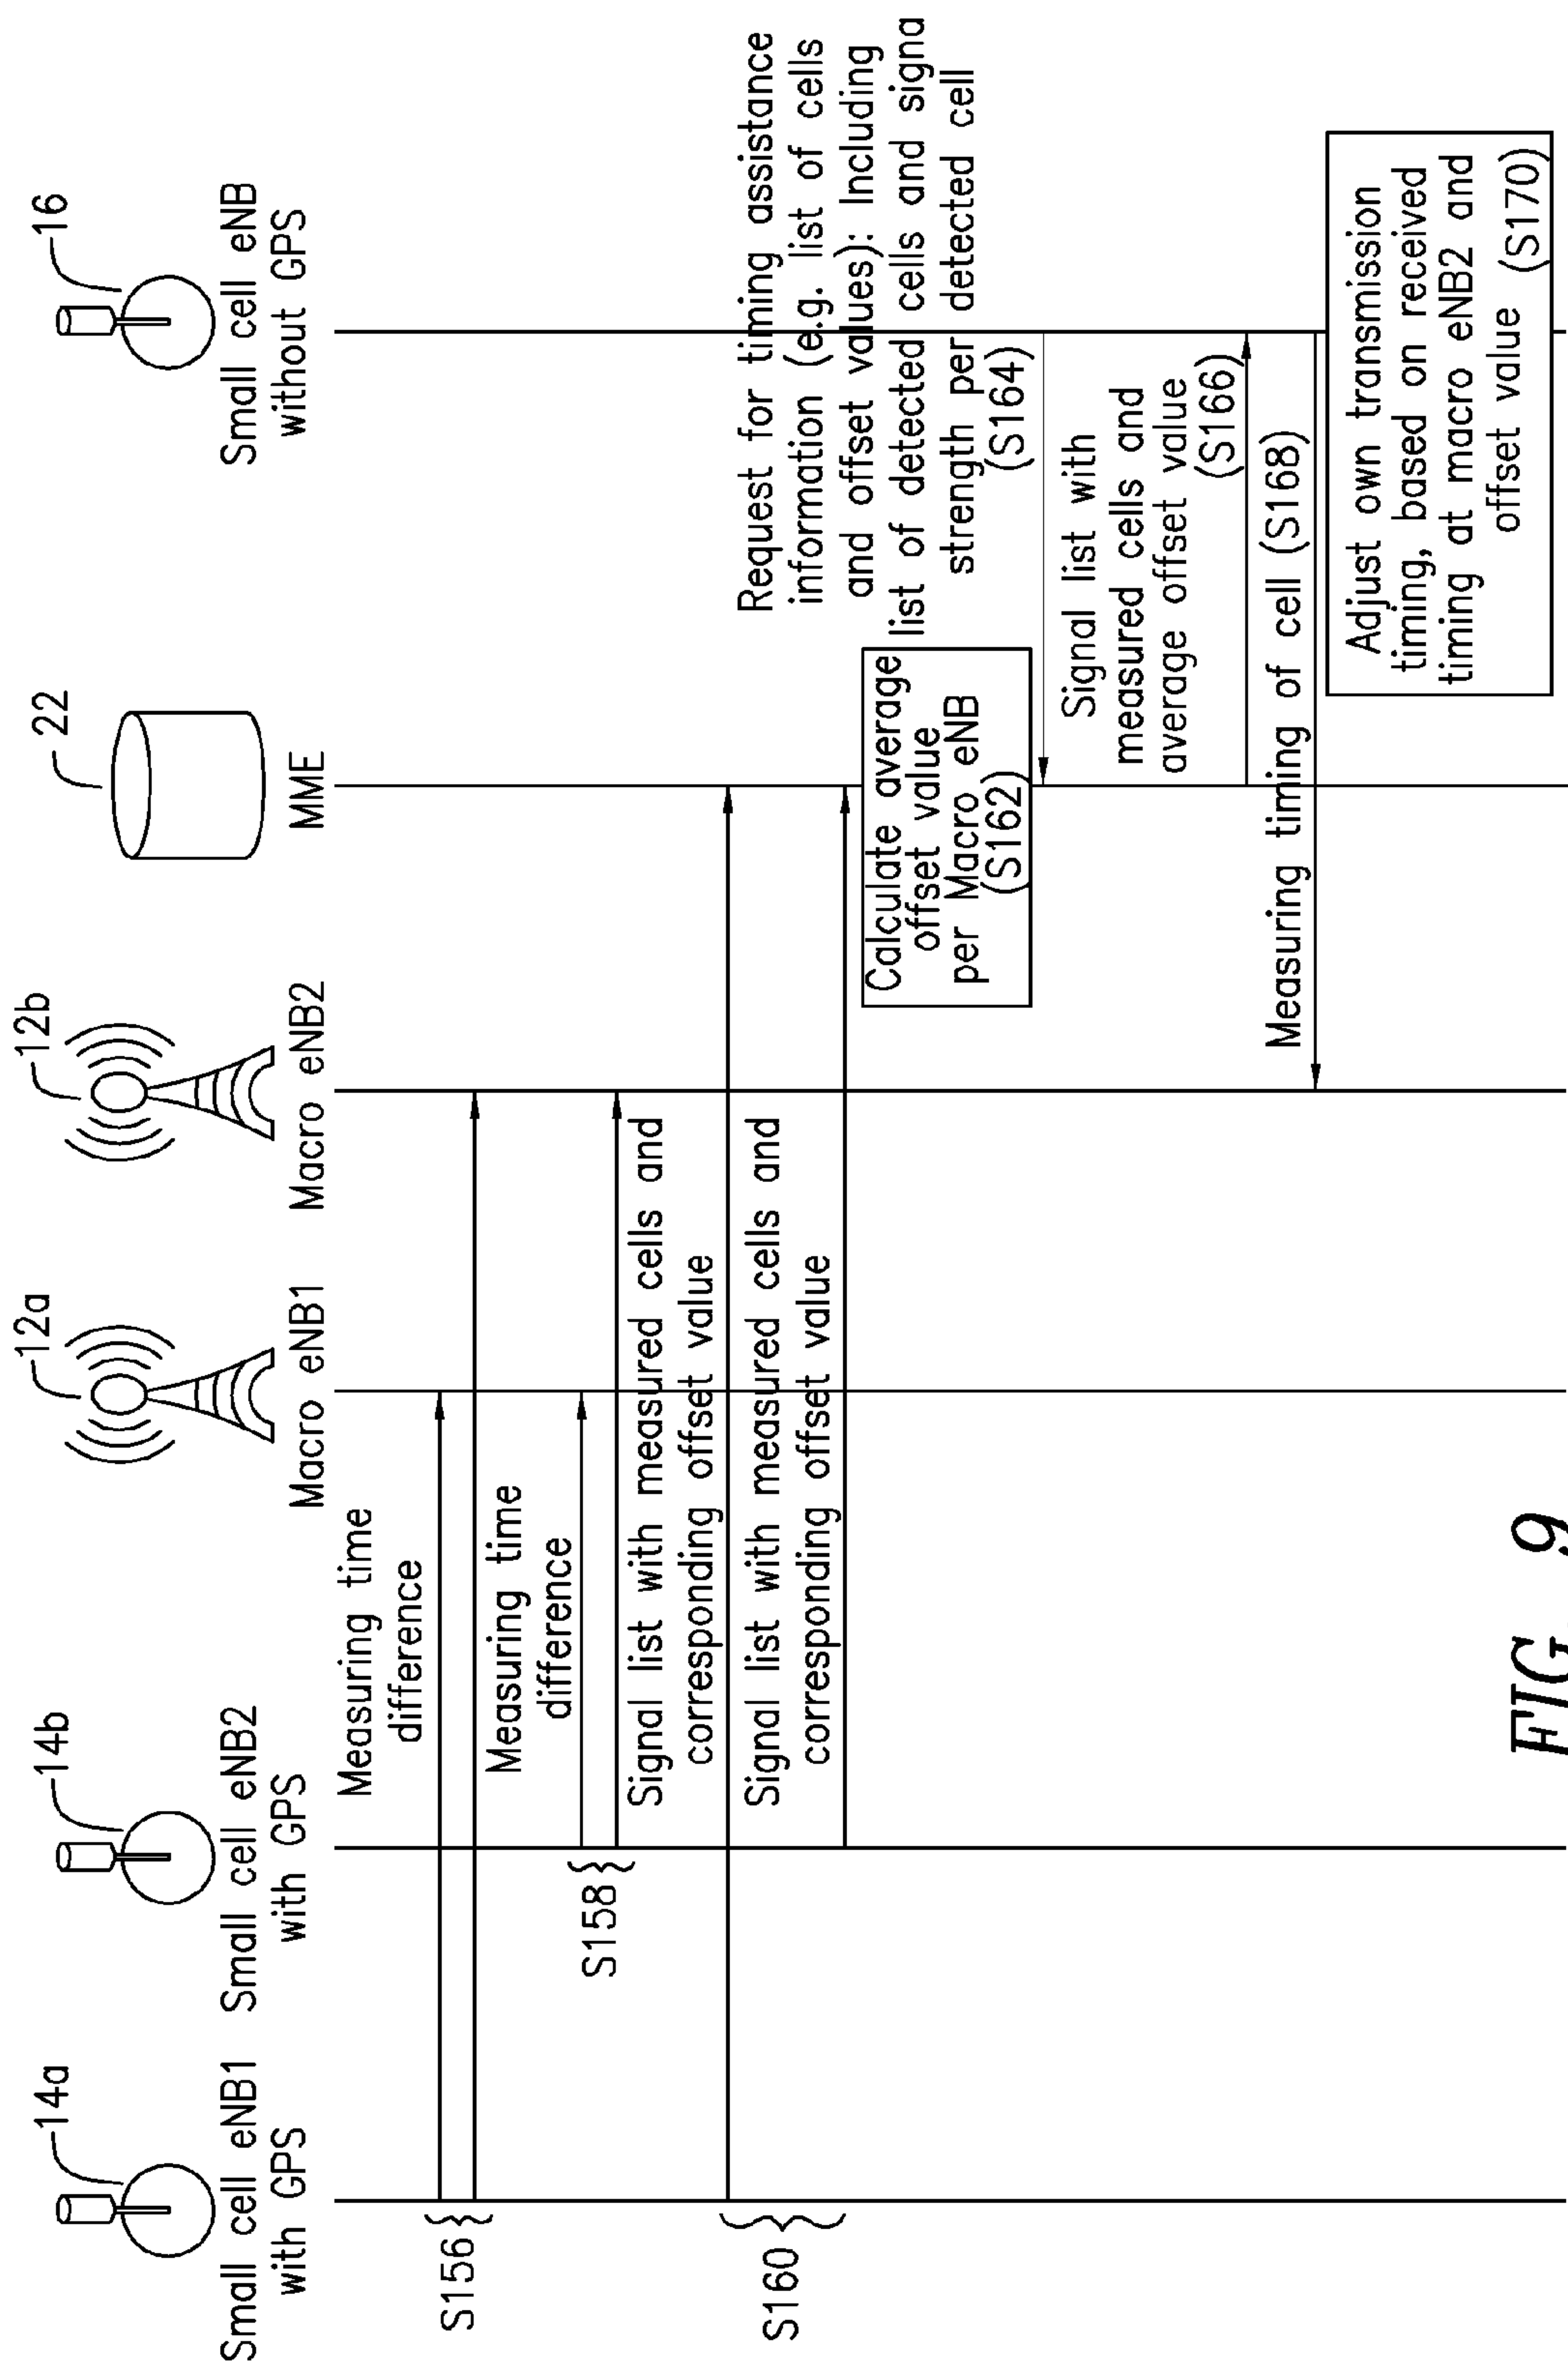 14a
Small cell eNB1
with GPS
14b
Small cell eNB2
with GPS
12a
Macro eNB1
12b
Macro eNB2
22
MME
16
Small cell eNB
without GPS
Measuring time
difference
S156
Measuring time
difference
S158
Signal list with measured cells and
corresponding offset value
Signal list with measured cells and
corresponding offset value
S160
Calculate average
offset value
per Macro eNB
(S162)
Request for timing assistance
information (e.g. list of cells
and offset values): Including
list of detected cells and signa
strength per detected cell
(S164)
Signal list with
measured cells and
average offset value
(S166)
Measuring timing of cell (S168)
Adjust own transmission
timing, based on received
timing at macro eNB2 and
offset value (S170)
FIG. 9